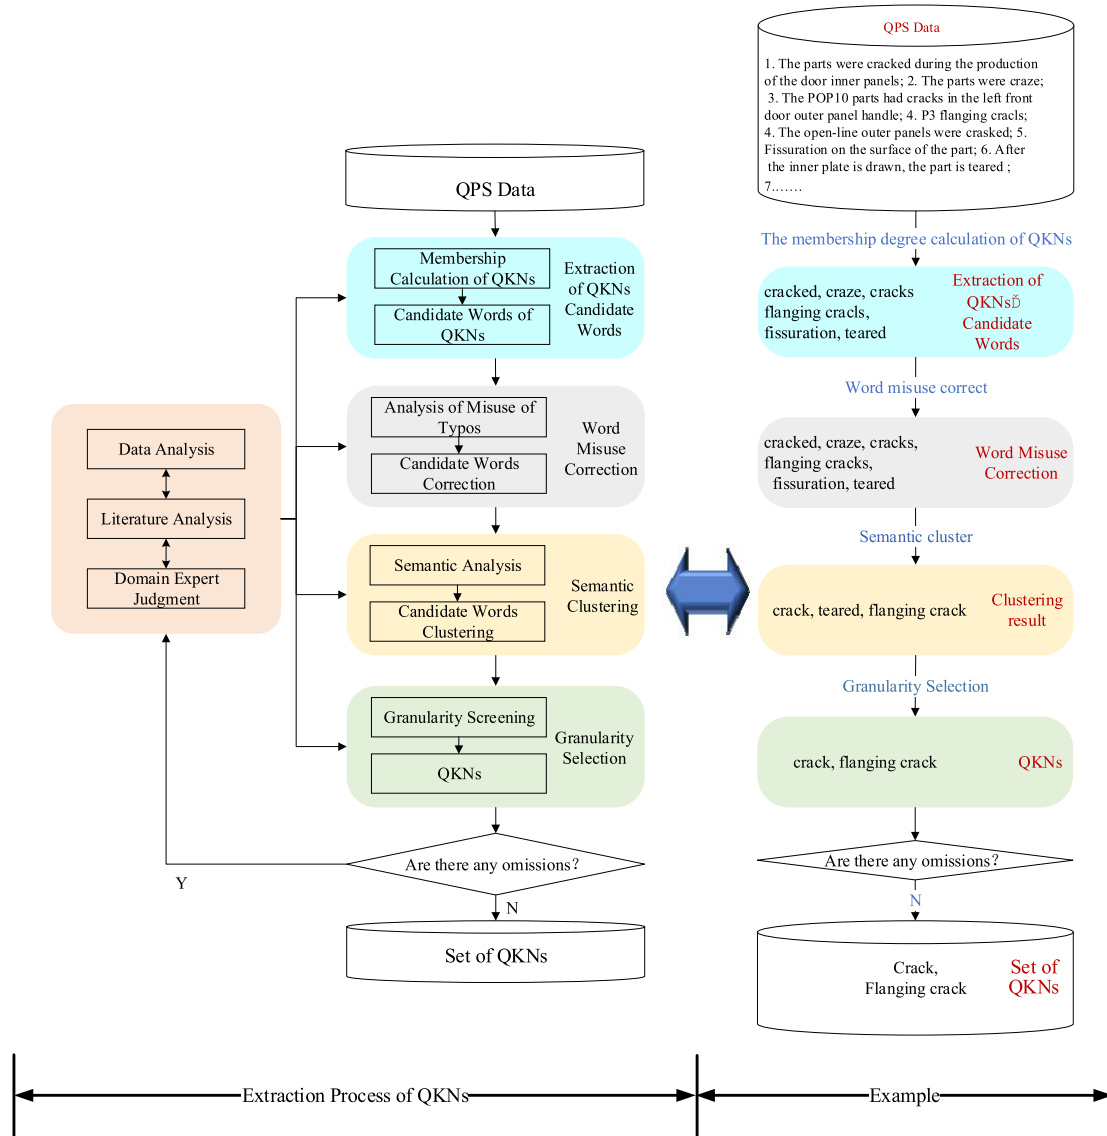 QPS Data
Membership
Calculation of QKNs
Candidate Words of
QKNs
Extraction
of QKNs
Candidate
Words
Analysis of Misuse of
Typos
Candidate Words
Correction
Word
Misuse
Correction
Data Analysis
Literature Analysis
Domain Expert
Judgment
Semantic Analysis
Candidate Words
Clustering
Semantic
Clustering
Granularity Screening
QKNs
Granularity
Selection
Are there any omissions?
Y
N
Set of QKNs
QPS Data
1. The parts were cracked during the production
of the door inner panels; 2. The parts were craze;
3. The POP10 parts had cracks in the left front
door outer panel handle; 4. P3 flanging cracls;
4. The open-line outer panels were crasked; 5.
Fissuration on the surface of the part; 6. After
the inner plate is drawn, the part is teared ;
7.……
The membership degree calculation of QKNs
cracked, craze, cracks
flanging cracls,
fissuration, teared
Extraction of
QKNsĎ
Candidate
Words
Word misuse correct
cracked, craze, cracks,
flanging cracks,
fissuration, teared
Word Misuse
Correction
Semantic cluster
crack, teared, flanging crack
Clustering
result
Granularity Selection
crack, flanging crack
QKNs
Are there any omissions?
N
Crack,
Flanging crack
Set of
QKNs
Extraction Process of QKNs
Example